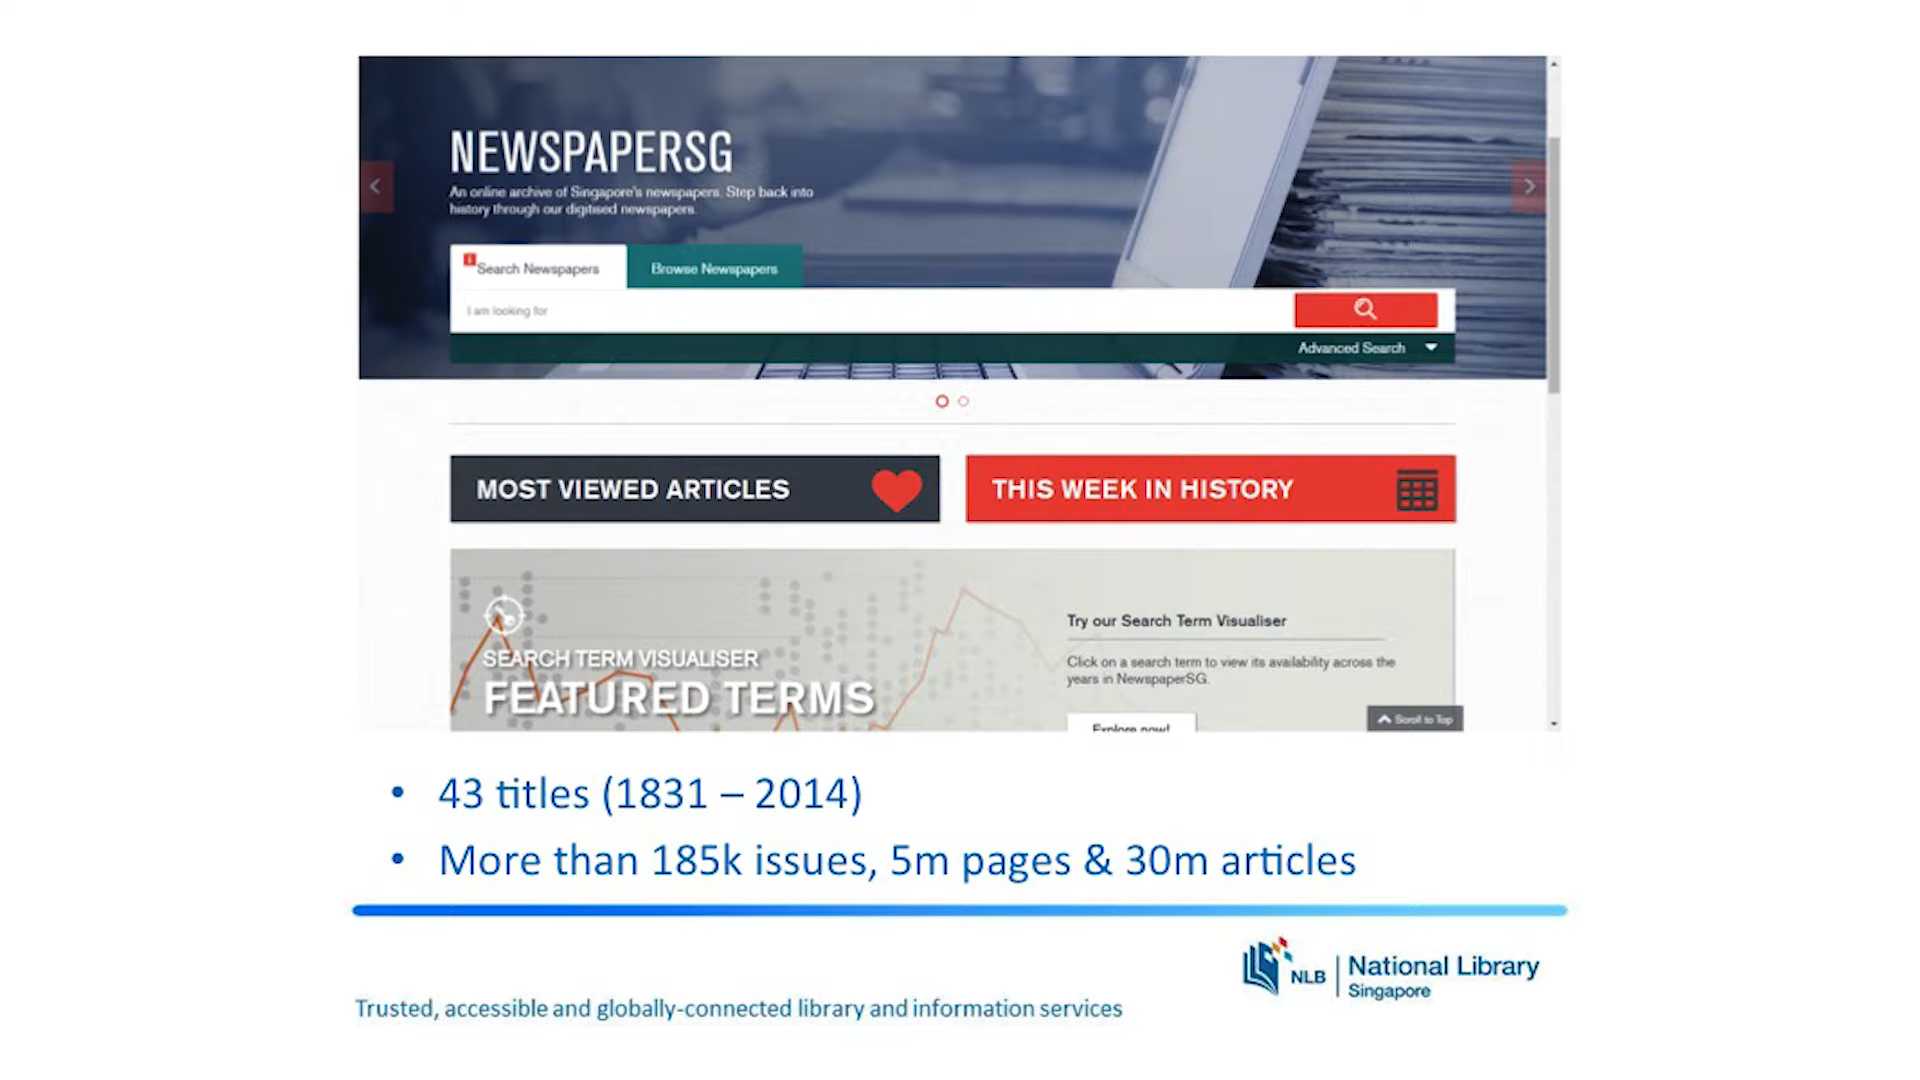 NEWSPAPERSG
An online archive of Singapore's newspapers. Step back into
history through our digitised newspapers.
Search Newspapers
Browse Newspapers
I am looking for
Advanced Search
MOST VIEWED ARTICLES
THIS WEEK IN HISTORY
SEARCH TERM VISUALISER
FEATURED TERMS
Try our Search Term Visualiser
Click on a search term to view its availability across the
years in NewspaperSG.
Explore now!
Scroll to Top
• 43 titles (1831 – 2014)
• More than 185k issues, 5m pages & 30m articles
NLB
National Library
Singapore
Trusted, accessible and globally-connected library and information services